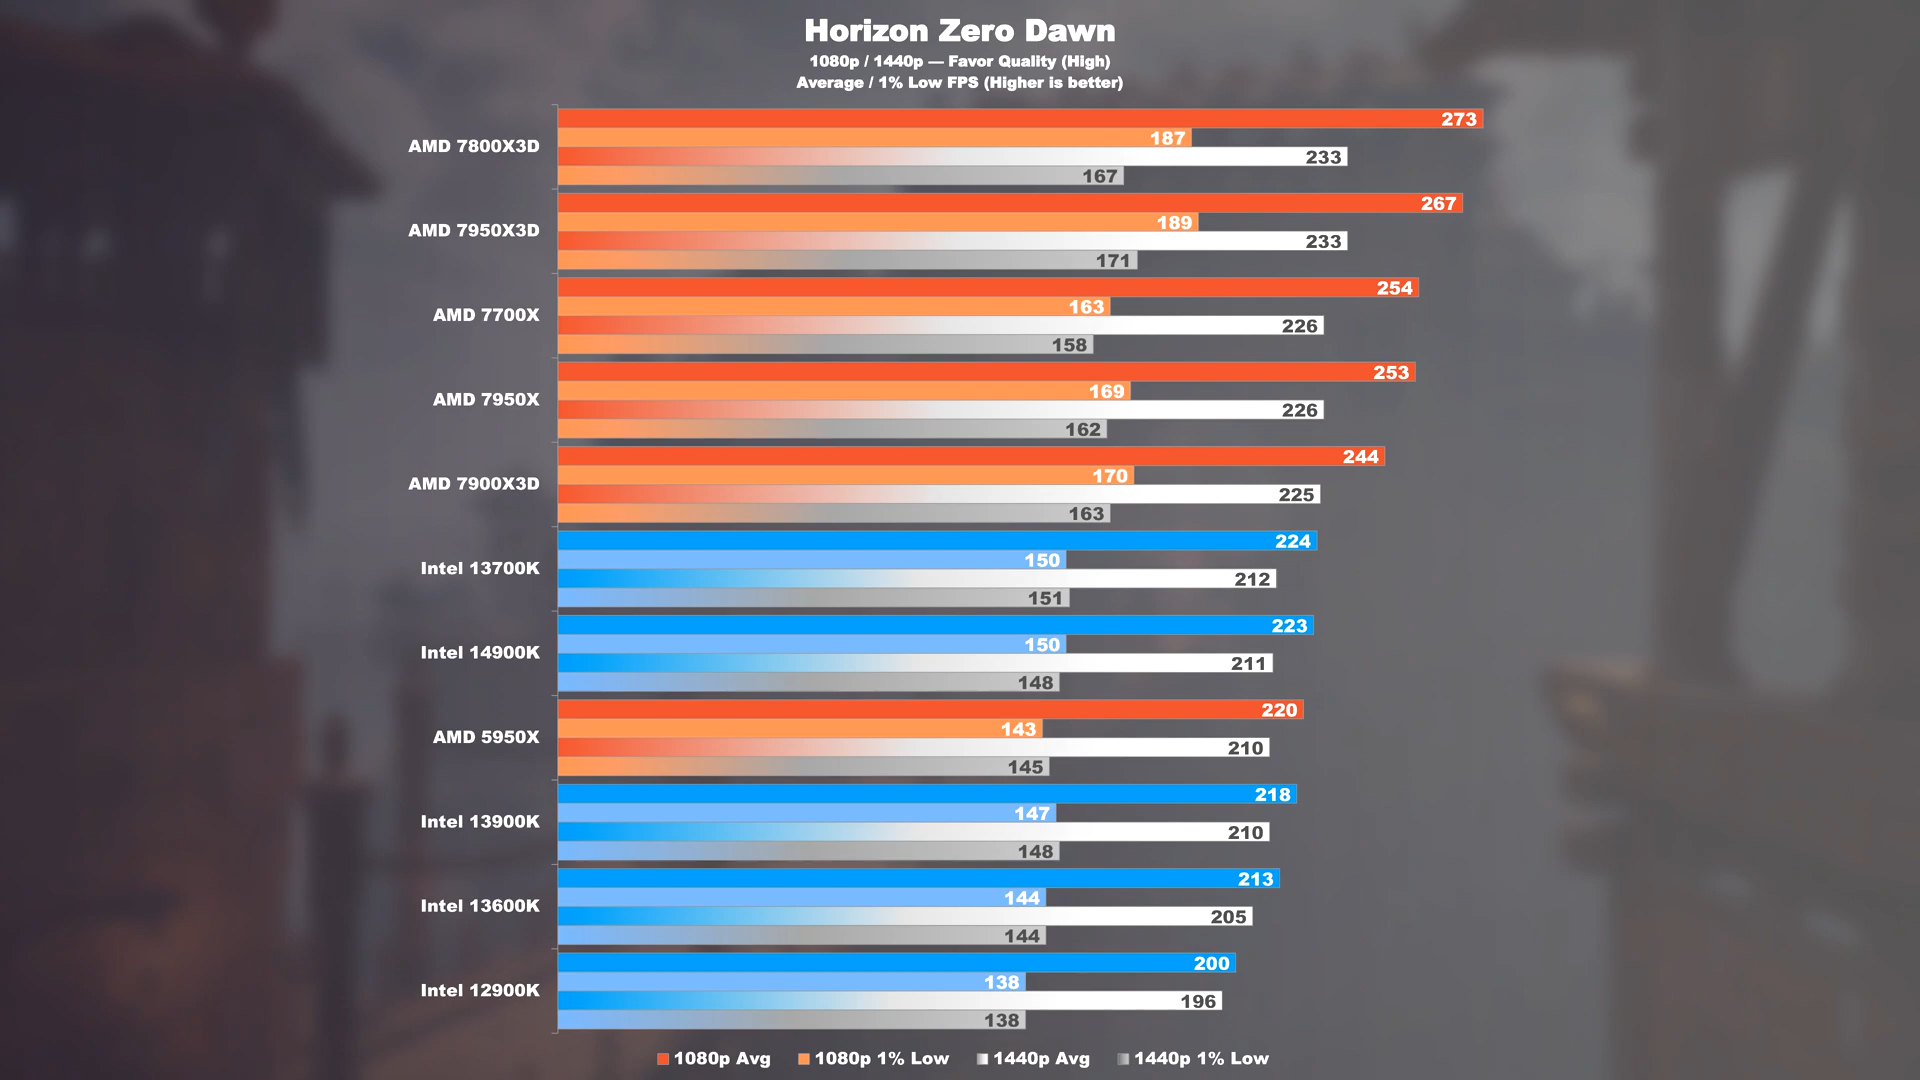 Horizon Zero Dawn
1080p / 1440p — Favor Quality (High)
Average / 1% Low FPS (Higher is better)
AMD 7800X3D
273
187
233
167
AMD 7950X3D
267
189
233
171
AMD 7700X
254
163
226
158
AMD 7950X
253
169
226
162
AMD 7900X3D
244
170
225
163
Intel 13700K
224
150
212
151
Intel 14900K
223
150
211
148
AMD 5950X
220
143
210
145
Intel 13900K
218
147
210
148
Intel 13600K
213
144
205
144
Intel 12900K
200
138
196
138
1080p Avg 1080p 1% Low 1440p Avg 1440p 1% Low